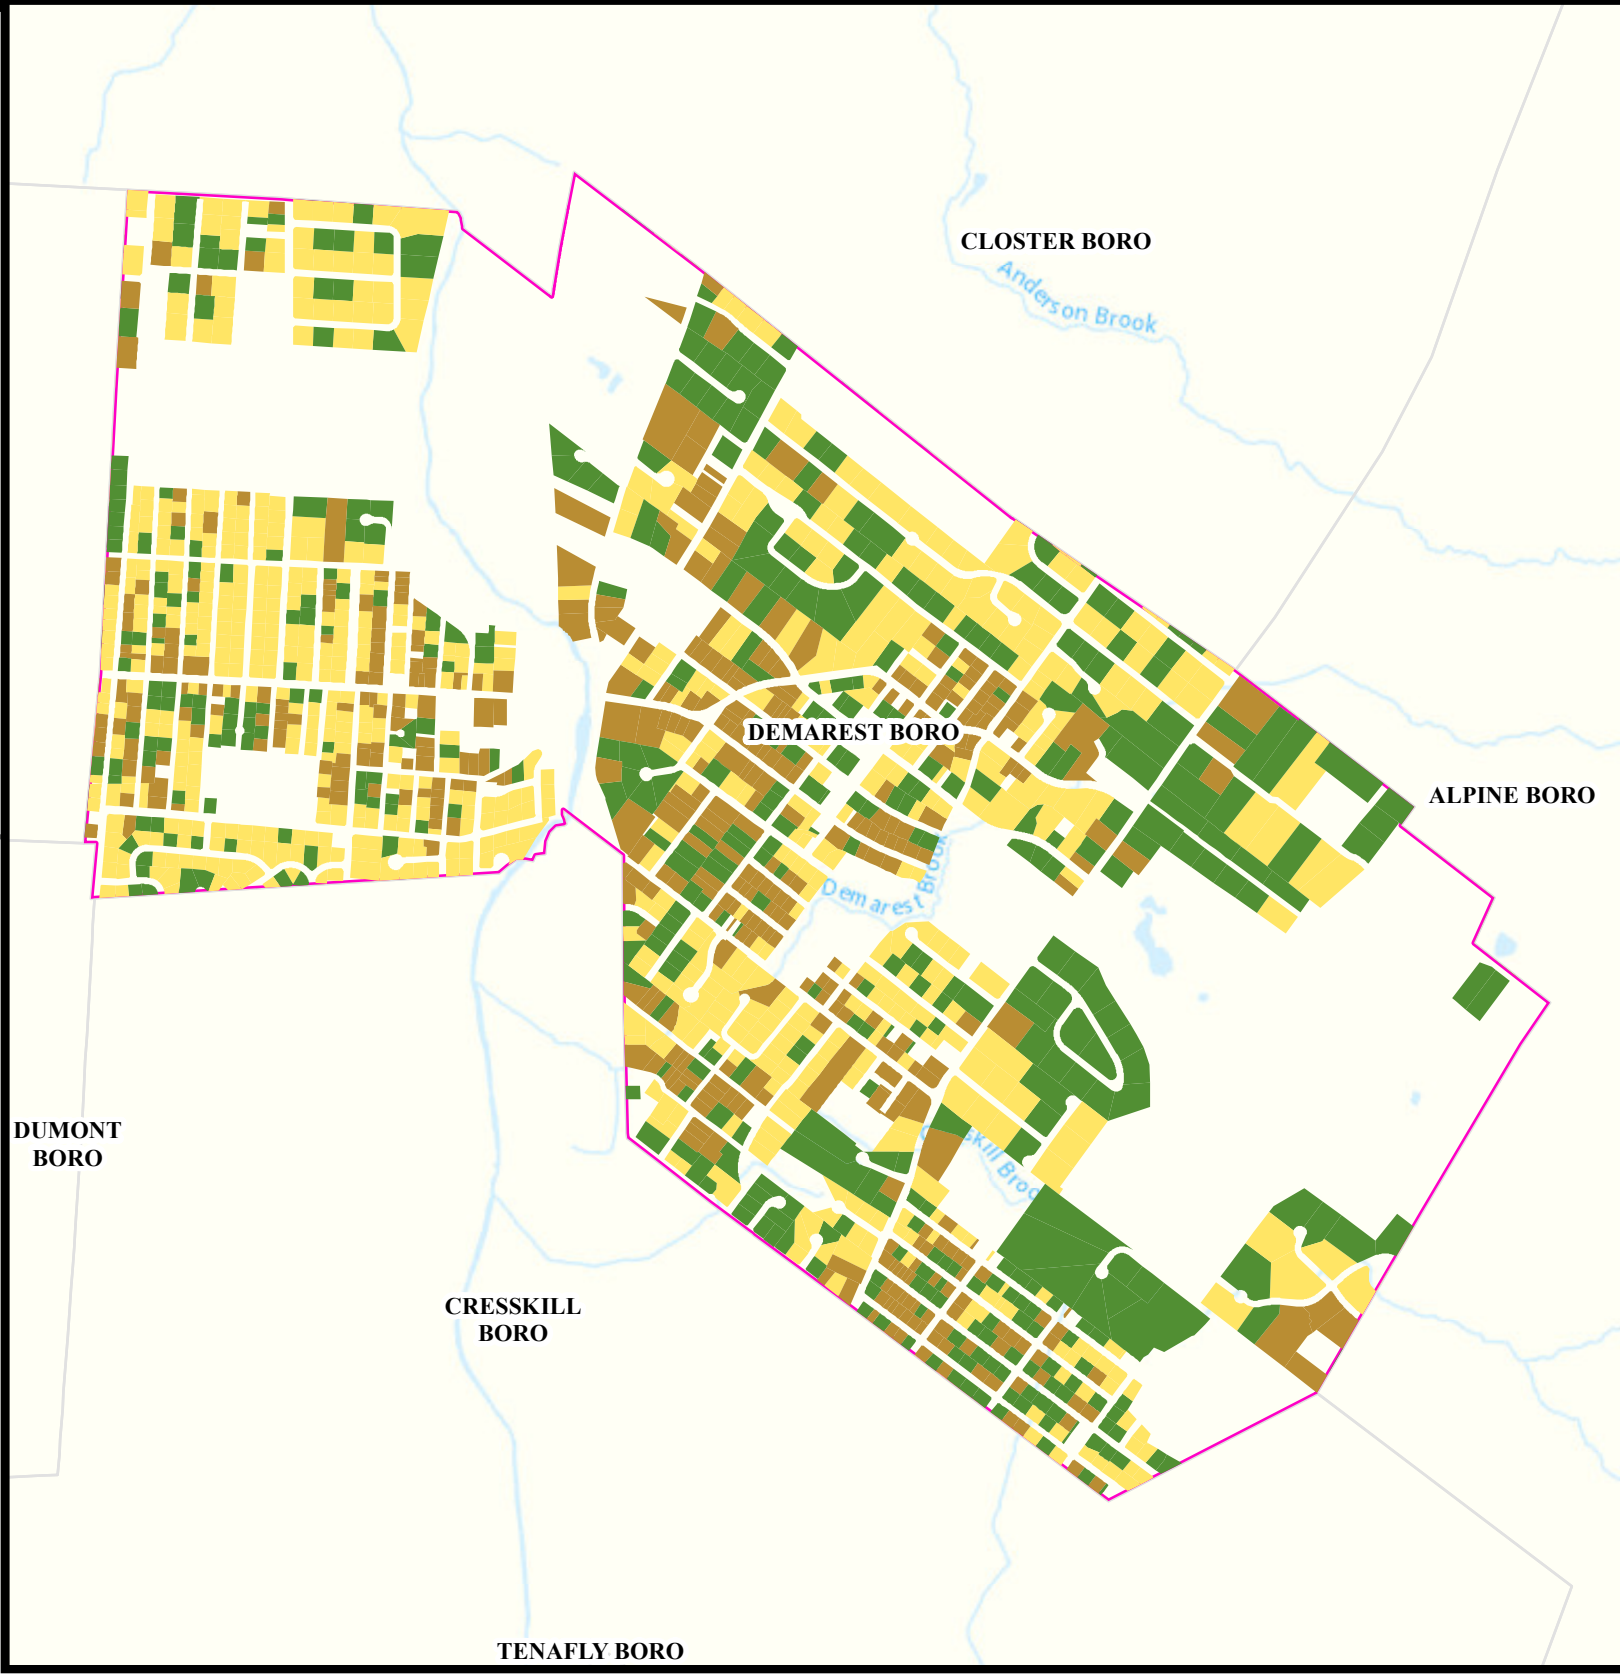 CLOSTER BORO
Anderson Brook
DEMAREST BORO
ALPINE BORO
Demarest Brook
DUMONT
BORO
CRESSKILL
BORO
TENAFLY BORO